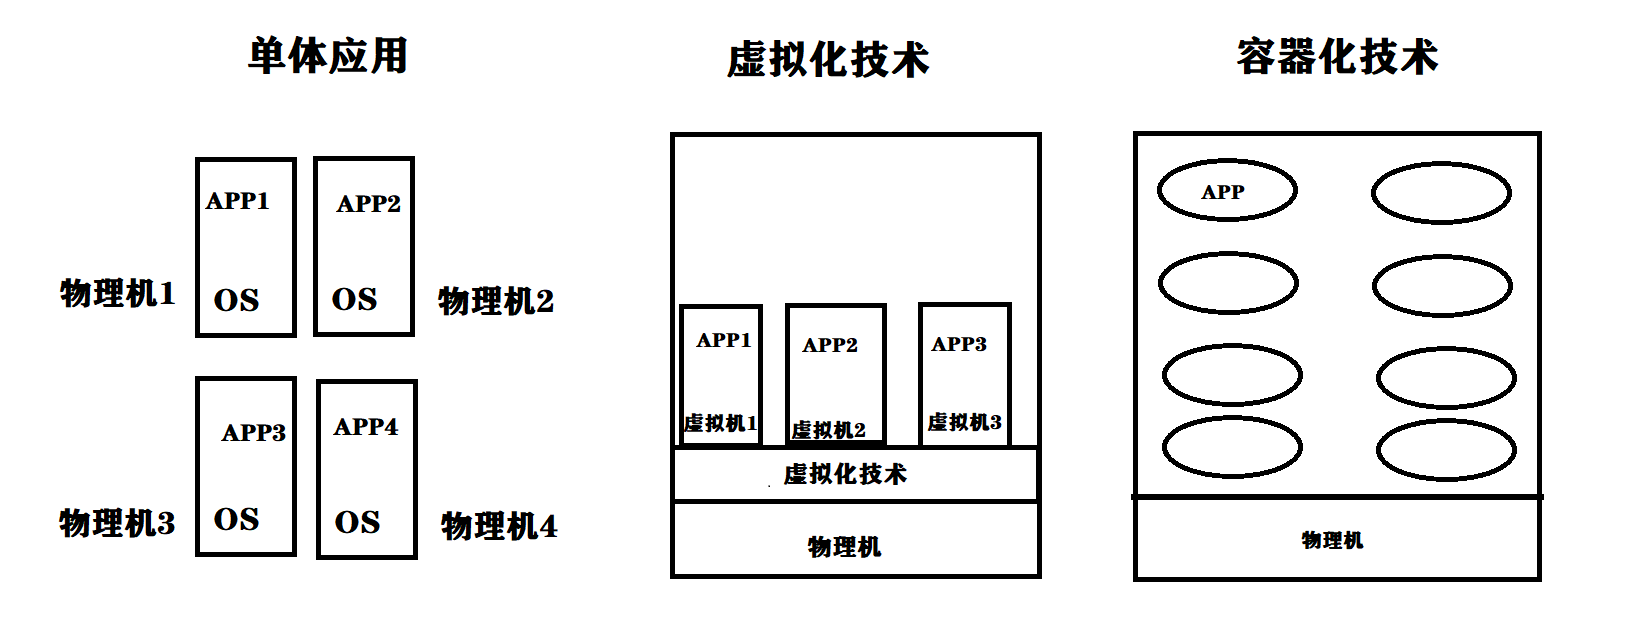 单体应用
APP1
APP2
物理机1
OS
OS
物理机2
APP3
APP4
物理机3
OS
OS
物理机4
虚拟化技术
APP1
APP2
APP3
虚拟机1
虚拟机2
虚拟机3
虚拟化技术
物理机
容器化技术
APP
物理机